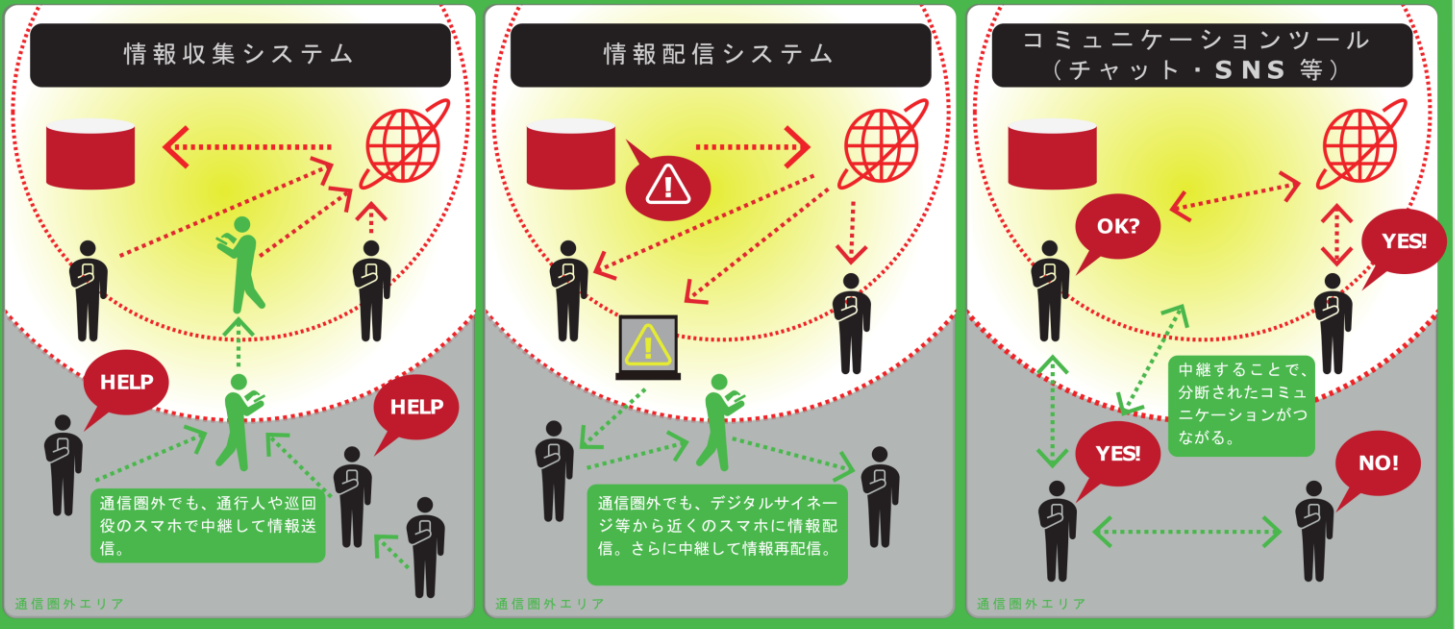 情報収集システム
HELP
HELP
通信圏外でも、通行人や巡回
役のスマホで中継して情報送
信。
通信圏外エリア
情報配信システム
!
!
通信圏外でも、デジタルサイネー
ジ等から近くのスマホに情報配
信。さらに中継して情報再配信。
通信圏外エリア
コミュニケーションツール
（チャット・SNS 等）
OK?
YES!
中継することで、
分断されたコミュ
ニケーションがつ
ながる。
YES!
NO!
通信圏外エリア